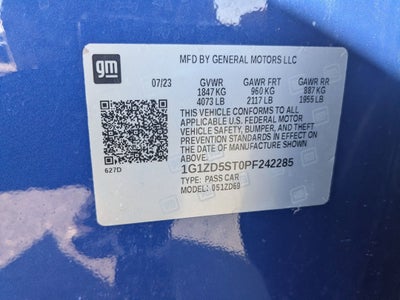 gm
MFD BY GENERAL MOTORS LLC
07/23 GVWR GAWR FRT GAWR RR
1847 KG 960 KG 887 KG
4073 LB 2117 LB 1955 LB
THIS VEHICLE CONFORMS TO ALL
APPLICABLE U.S. FEDERAL MOTOR
VEHICLE SAFETY, BUMPER, AND THEFT
PREVENTION STANDARDS IN EFFECT ON
THE DATE OF MANUFACTURE SHOWN ABOVE.
627D
1G1ZD5ST0PF242285
TYPE: PASS CAR
MODEL: 051ZD69